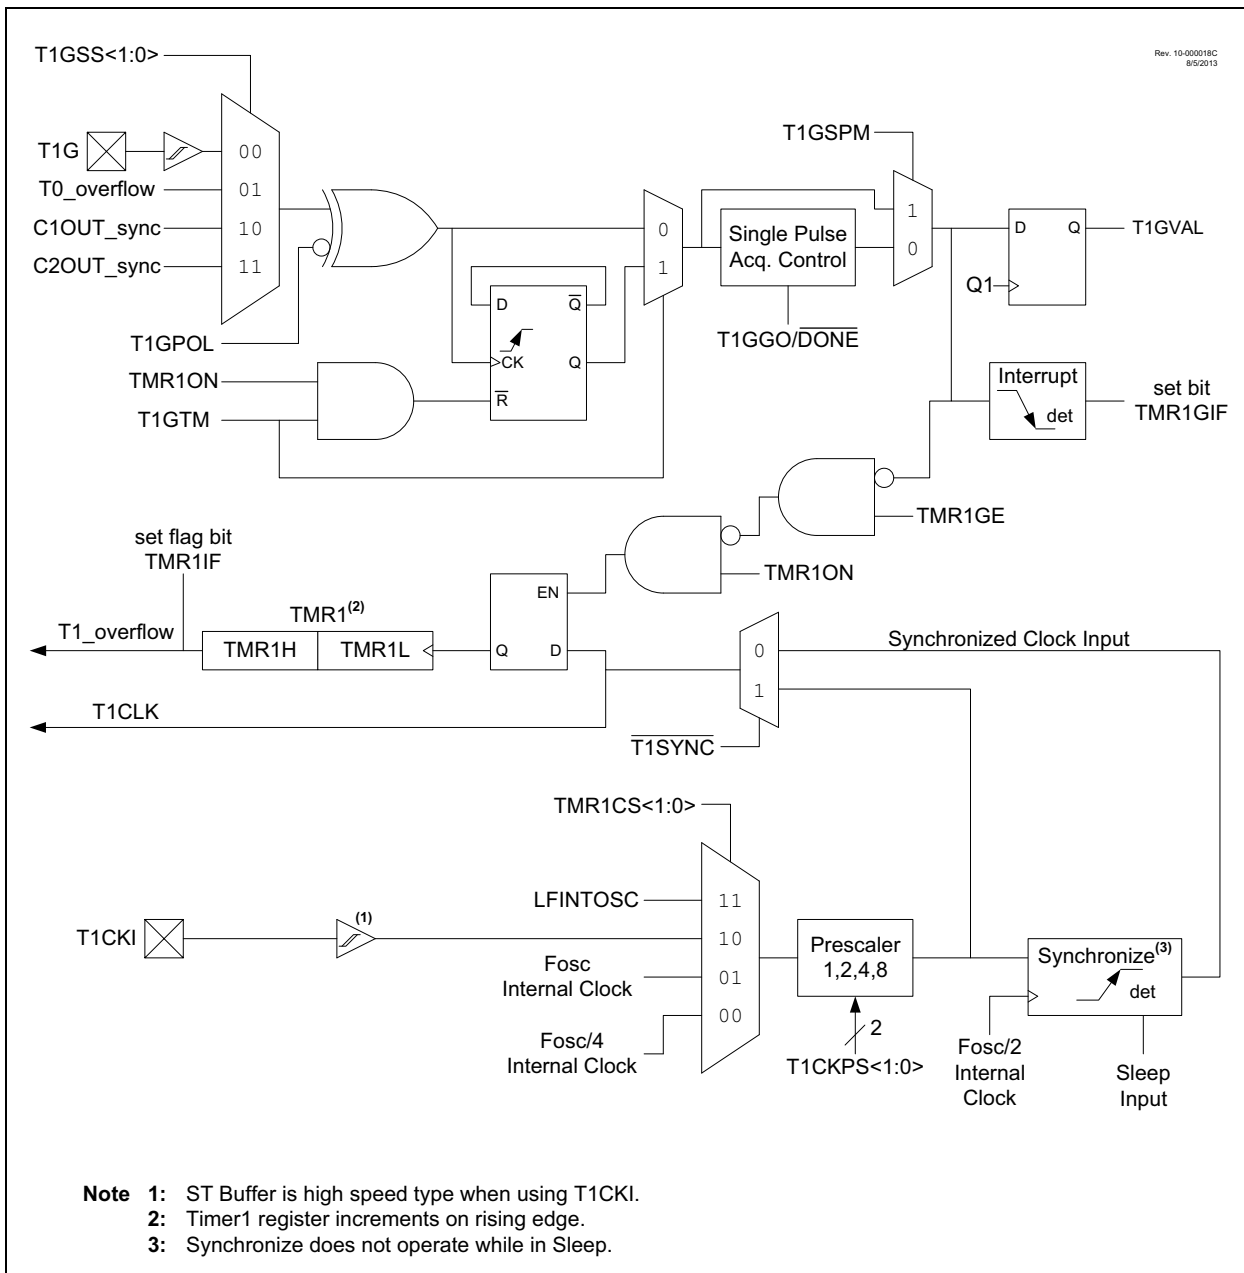 Rev. 10-000018C
8/5/2013
T1GSS<1:0>
T1G
T0_overflow
C1OUT_sync
C2OUT_sync
00
01
10
11
T1GPOL
TMR1ON
T1GTM
D
Q̅
CK
Q
R̅
0
1
T1GSPM
Single Pulse
Acq. Control
T1GGO/D̅O̅N̅E̅
1
0
D
Q
Q1
T1GVAL
Interrupt
det
set bit
TMR1GIF
TMR1GE
TMR1ON
set flag bit
TMR1IF
TMR1(2)
T1_overflow
TMR1H
TMR1L
EN
Q
D
T1CLK
0
1
Synchronized Clock Input
T̅1̅S̅Y̅N̅C̅
TMR1CS<1:0>
LFINTOSC
T1CKI
(1)
Fosc
Internal Clock
Fosc/4
Internal Clock
11
10
01
00
Prescaler
1,2,4,8
2
T1CKPS<1:0>
Synchronize(3)
det
Fosc/2
Internal
Clock
Sleep
Input
Note 1: ST Buffer is high speed type when using T1CKI.
2: Timer1 register increments on rising edge.
3: Synchronize does not operate while in Sleep.